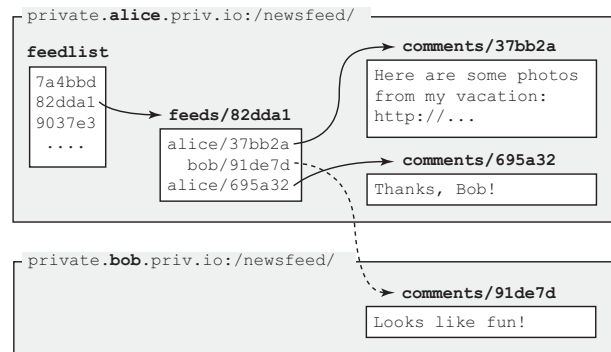 private.alice.priv.io:/newsfeed/
feedlist
7a4bbd
82dda1
9037e3
....
feeds/82dda1
alice/37bb2a
bob/91de7d
alice/695a32
comments/37bb2a
Here are some photos
from my vacation:
http://...
comments/695a32
Thanks, Bob!
private.bob.priv.io:/newsfeed/
comments/91de7d
Looks like fun!